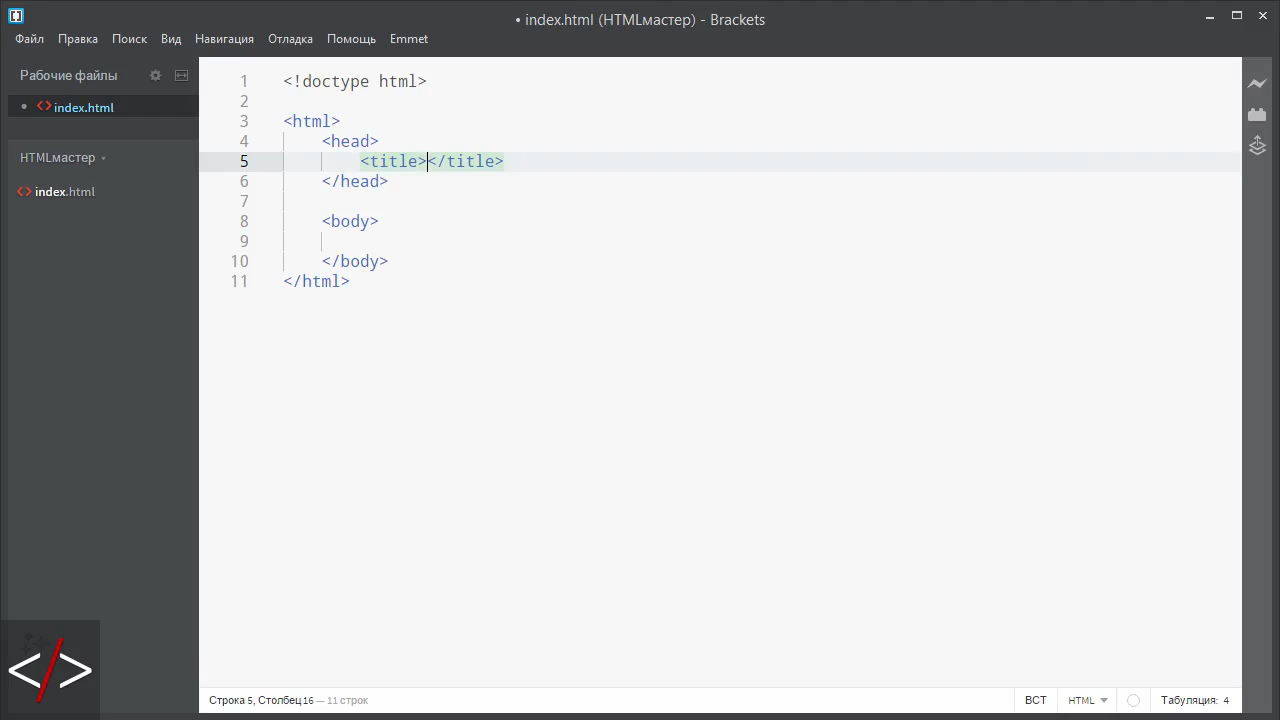 • index.html (HTMLмастер) - Brackets
Файл Правка Поиск Вид Навигация Отладка Помощь Emmet
Рабочие файлы
• <> index.html
HTMLмастер
<> index.html
1 <!doctype html>
2
3 <html>
4 <head>
5 <title></title>
6 </head>
7
8 <body>
9
10 </body>
11 </html>
</>
Строка 5, Столбец 16 — 11 строк
ВСТ HTML Табуляция: 4